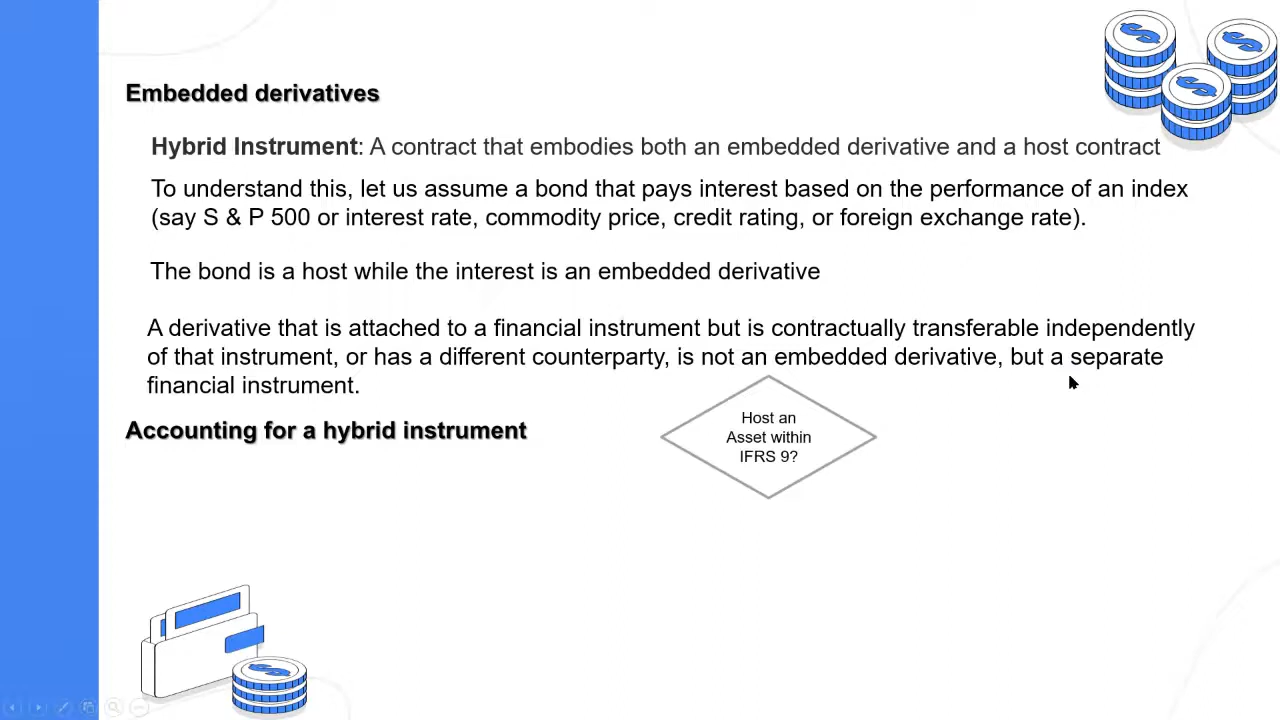 Embedded derivatives
Hybrid Instrument: A contract that embodies both an embedded derivative and a host contract
To understand this, let us assume a bond that pays interest based on the performance of an index
(say S & P 500 or interest rate, commodity price, credit rating, or foreign exchange rate).
The bond is a host while the interest is an embedded derivative
A derivative that is attached to a financial instrument but is contractually transferable independently
of that instrument, or has a different counterparty, is not an embedded derivative, but a separate
financial instrument.
Accounting for a hybrid instrument
Host an
Asset within
IFRS 9?